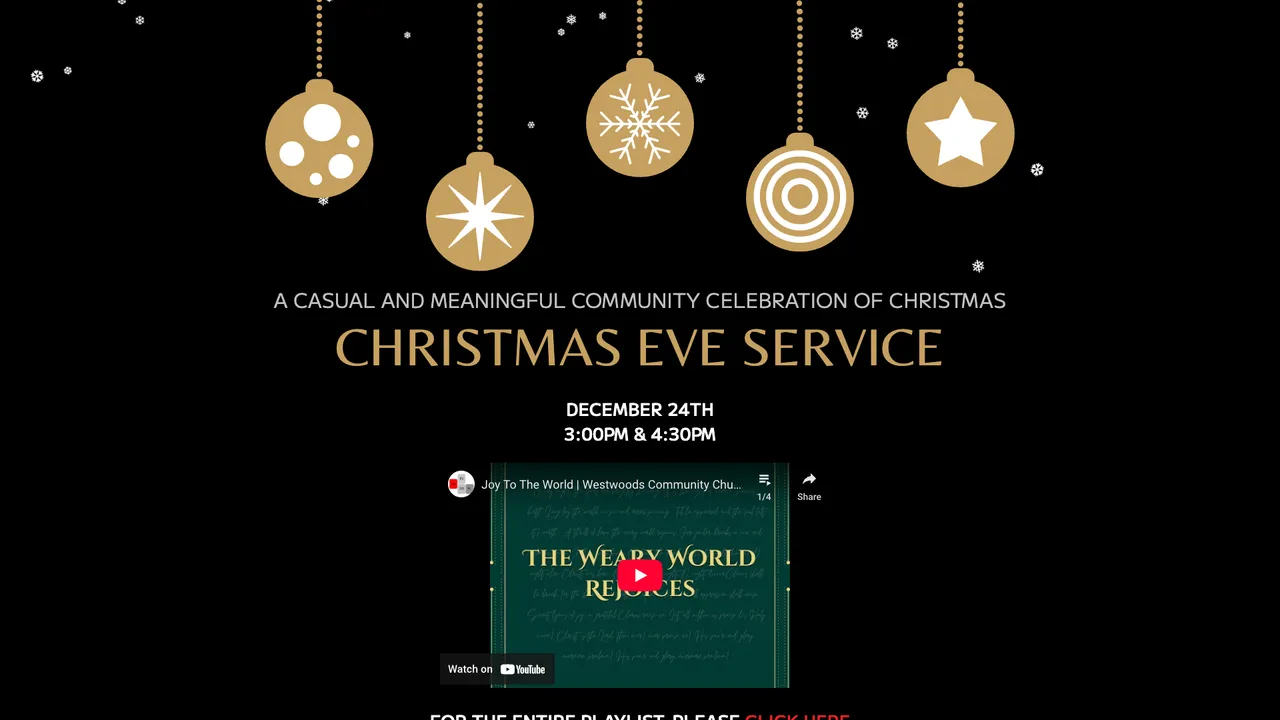 A CASUAL AND MEANINGFUL COMMUNITY CELEBRATION OF CHRISTMAS
CHRISTMAS EVE SERVICE
DECEMBER 24TH
3:00PM & 4:30PM
Joy To The World | Westwoods Community Chu...
1/4
Share
THE WEARY WORLD
REJOICES
Watch on YouTube
FOR THE ENTIRE PLAYLIST, PLEASE CLICK HERE